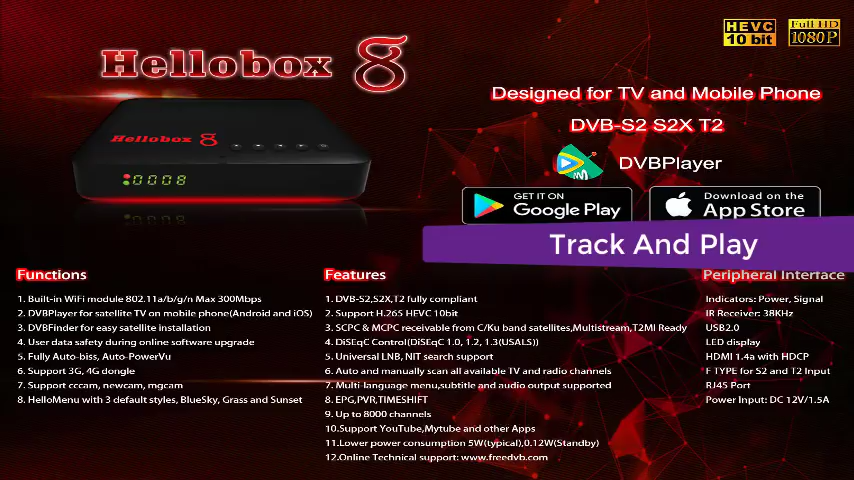 HEVC
10 bit
Full HD
1080P
Hellobox 8
Designed for TV and Mobile Phone
DVB-S2 S2X T2
Hellobox 8
DVBPlayer
0008
GET IT ON
Google Play
Download on the
App Store
Track And Play
Functions
1. Built-in WiFi module 802.11a/b/g/n Max 300Mbps
2. DVBPlayer for satellite TV on mobile phone(Android and iOS)
3. DVBFinder for easy satellite installation
4. User data safety during online software upgrade
5. Fully Auto-biss, Auto-PowerVu
6. Support 3G, 4G dongle
7. Support cccam, newcam, mgcam
8. HelloMenu with 3 default styles, BlueSky, Grass and Sunset
Features
1. DVB-S2,S2X,T2 fully compliant
2. Support H.265 HEVC 10bit
3. SCPC & MCPC receivable from C/Ku band satellites,Multistream,T2MI Ready
4. DiSEqC Control(DiSEqC 1.0, 1.2, 1.3(USALS))
5. Universal LNB, NIT search support
6. Auto and manually scan all available TV and radio channels
7. Multi-language menu,subtitle and audio output supported
8. EPG,PVR,TIMESHIFT
9. Up to 8000 channels
10.Support YouTube,Mytube and other Apps
11.Lower power consumption 5W(typical),0.12W(Standby)
12.Online Technical support: www.freedvb.com
Peripheral Interface
Indicators: Power, Signal
IR Receiver: 38KHz
USB2.0
LED display
HDMI 1.4a with HDCP
F TYPE for S2 and T2 Input
RJ45 Port
Power Input: DC 12V/1.5A